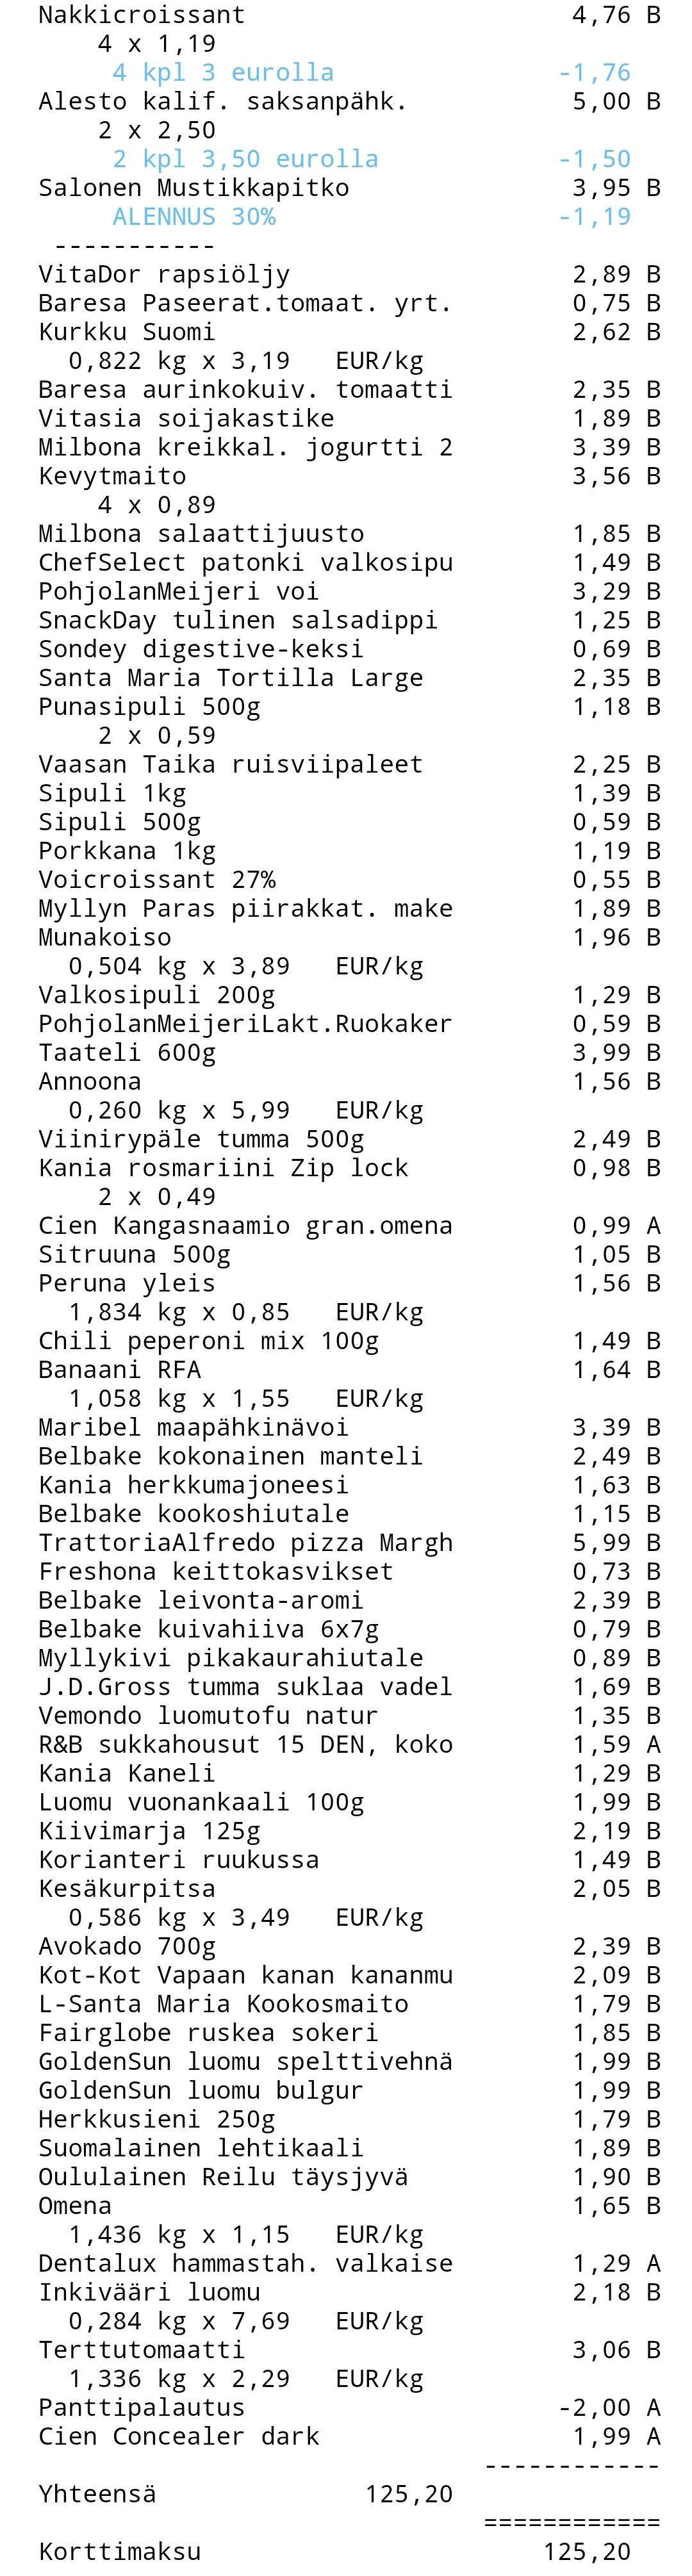 Nakkicroissant 4,76 B
4 x 1,19
4 kpl 3 eurolla -1,76
Alesto kalif. saksanpähk. 5,00 B
2 x 2,50
2 kpl 3,50 eurolla -1,50
Salonen Mustikkapitko 3,95 B
ALENNUS 30% -1,19
-----------
VitaDor rapsiöljy 2,89 B
Baresa Paseerat.tomaat. yrt. 0,75 B
Kurkku Suomi 2,62 B
0,822 kg x 3,19 EUR/kg
Baresa aurinkokuiv. tomaatti 2,35 B
Vitasia soijakastike 1,89 B
Milbona kreikkal. jogurtti 2 3,39 B
Kevytmaito 3,56 B
4 x 0,89
Milbona salaattijuusto 1,85 B
ChefSelect patonki valkosipu 1,49 B
PohjolanMeijeri voi 3,29 B
SnackDay tulinen salsadippi 1,25 B
Sondey digestive-keksi 0,69 B
Santa Maria Tortilla Large 2,35 B
Punasipuli 500g 1,18 B
2 x 0,59
Vaasan Taika ruisviipaleet 2,25 B
Sipuli 1kg 1,39 B
Sipuli 500g 0,59 B
Porkkana 1kg 1,19 B
Voicroissant 27% 0,55 B
Myllyn Paras piirakkat. make 1,89 B
Munakoiso 1,96 B
0,504 kg x 3,89 EUR/kg
Valkosipuli 200g 1,29 B
PohjolanMeijeriLakt.Ruokaker 0,59 B
Taateli 600g 3,99 B
Annoona 1,56 B
0,260 kg x 5,99 EUR/kg
Viinirypäle tumma 500g 2,49 B
Kania rosmariini Zip lock 0,98 B
2 x 0,49
Cien Kangasnaamio gran.omena 0,99 A
Sitruuna 500g 1,05 B
Peruna yleis 1,56 B
1,834 kg x 0,85 EUR/kg
Chili peperoni mix 100g 1,49 B
Banaani RFA 1,64 B
1,058 kg x 1,55 EUR/kg
Maribel maapähkinävoi 3,39 B
Belbake kokonainen manteli 2,49 B
Kania herkkumajoneesi 1,63 B
Belbake kookoshiutale 1,15 B
TrattoriaAlfredo pizza Margh 5,99 B
Freshona keittokasvikset 0,73 B
Belbake leivonta-aromi 2,39 B
Belbake kuivahiiva 6x7g 0,79 B
Myllykivi pikakaurahiutale 0,89 B
J.D.Gross tumma suklaa vadel 1,69 B
Vemondo luomutofu natur 1,35 B
R&B sukkahousut 15 DEN, koko 1,59 A
Kania Kaneli 1,29 B
Luomu vuonankaali 100g 1,99 B
Kiivimarja 125g 2,19 B
Korianteri ruukussa 1,49 B
Kesäkurpitsa 2,05 B
0,586 kg x 3,49 EUR/kg
Avokado 700g 2,39 B
Kot-Kot Vapaan kanan kananmu 2,09 B
L-Santa Maria Kookosmaito 1,79 B
Fairglobe ruskea sokeri 1,85 B
GoldenSun luomu spelttivehnä 1,99 B
GoldenSun luomu bulgur 1,99 B
Herkkusieni 250g 1,79 B
Suomalainen lehtikaali 1,89 B
Oululainen Reilu täysjyvä 1,90 B
Omena 1,65 B
1,436 kg x 1,15 EUR/kg
Dentalux hammastah. valkaise 1,29 A
Inkivääri luomu 2,18 B
0,284 kg x 7,69 EUR/kg
Terttutomaatti 3,06 B
1,336 kg x 2,29 EUR/kg
Panttipalautus -2,00 A
Cien Concealer dark 1,99 A
------------
Yhteensä 125,20
============
Korttimaksu 125,20